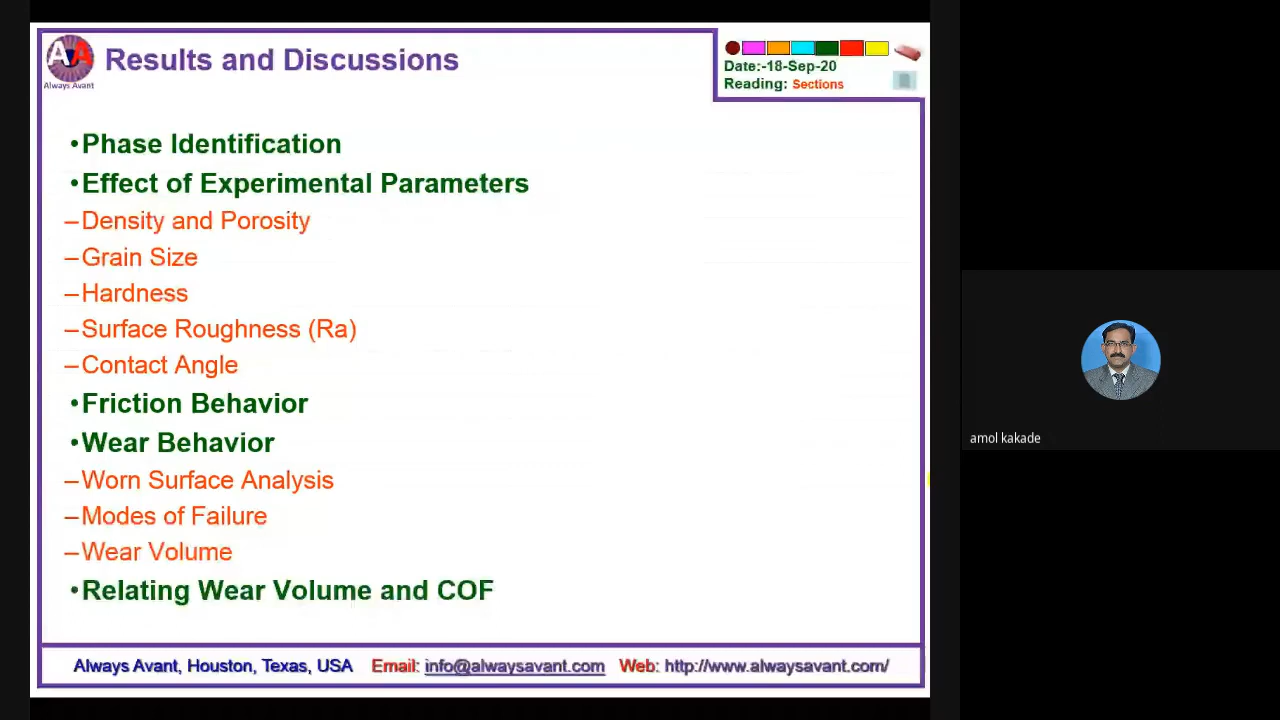 AVA
Always Avant
Results and Discussions
Date:-18-Sep-20
Reading: Sections
•Phase Identification
•Effect of Experimental Parameters
–Density and Porosity
–Grain Size
–Hardness
–Surface Roughness (Ra)
–Contact Angle
•Friction Behavior
•Wear Behavior
–Worn Surface Analysis
–Modes of Failure
–Wear Volume
•Relating Wear Volume and COF
Always Avant, Houston, Texas, USA Email: info@alwaysavant.com Web: http://www.alwaysavant.com/
amol kakade